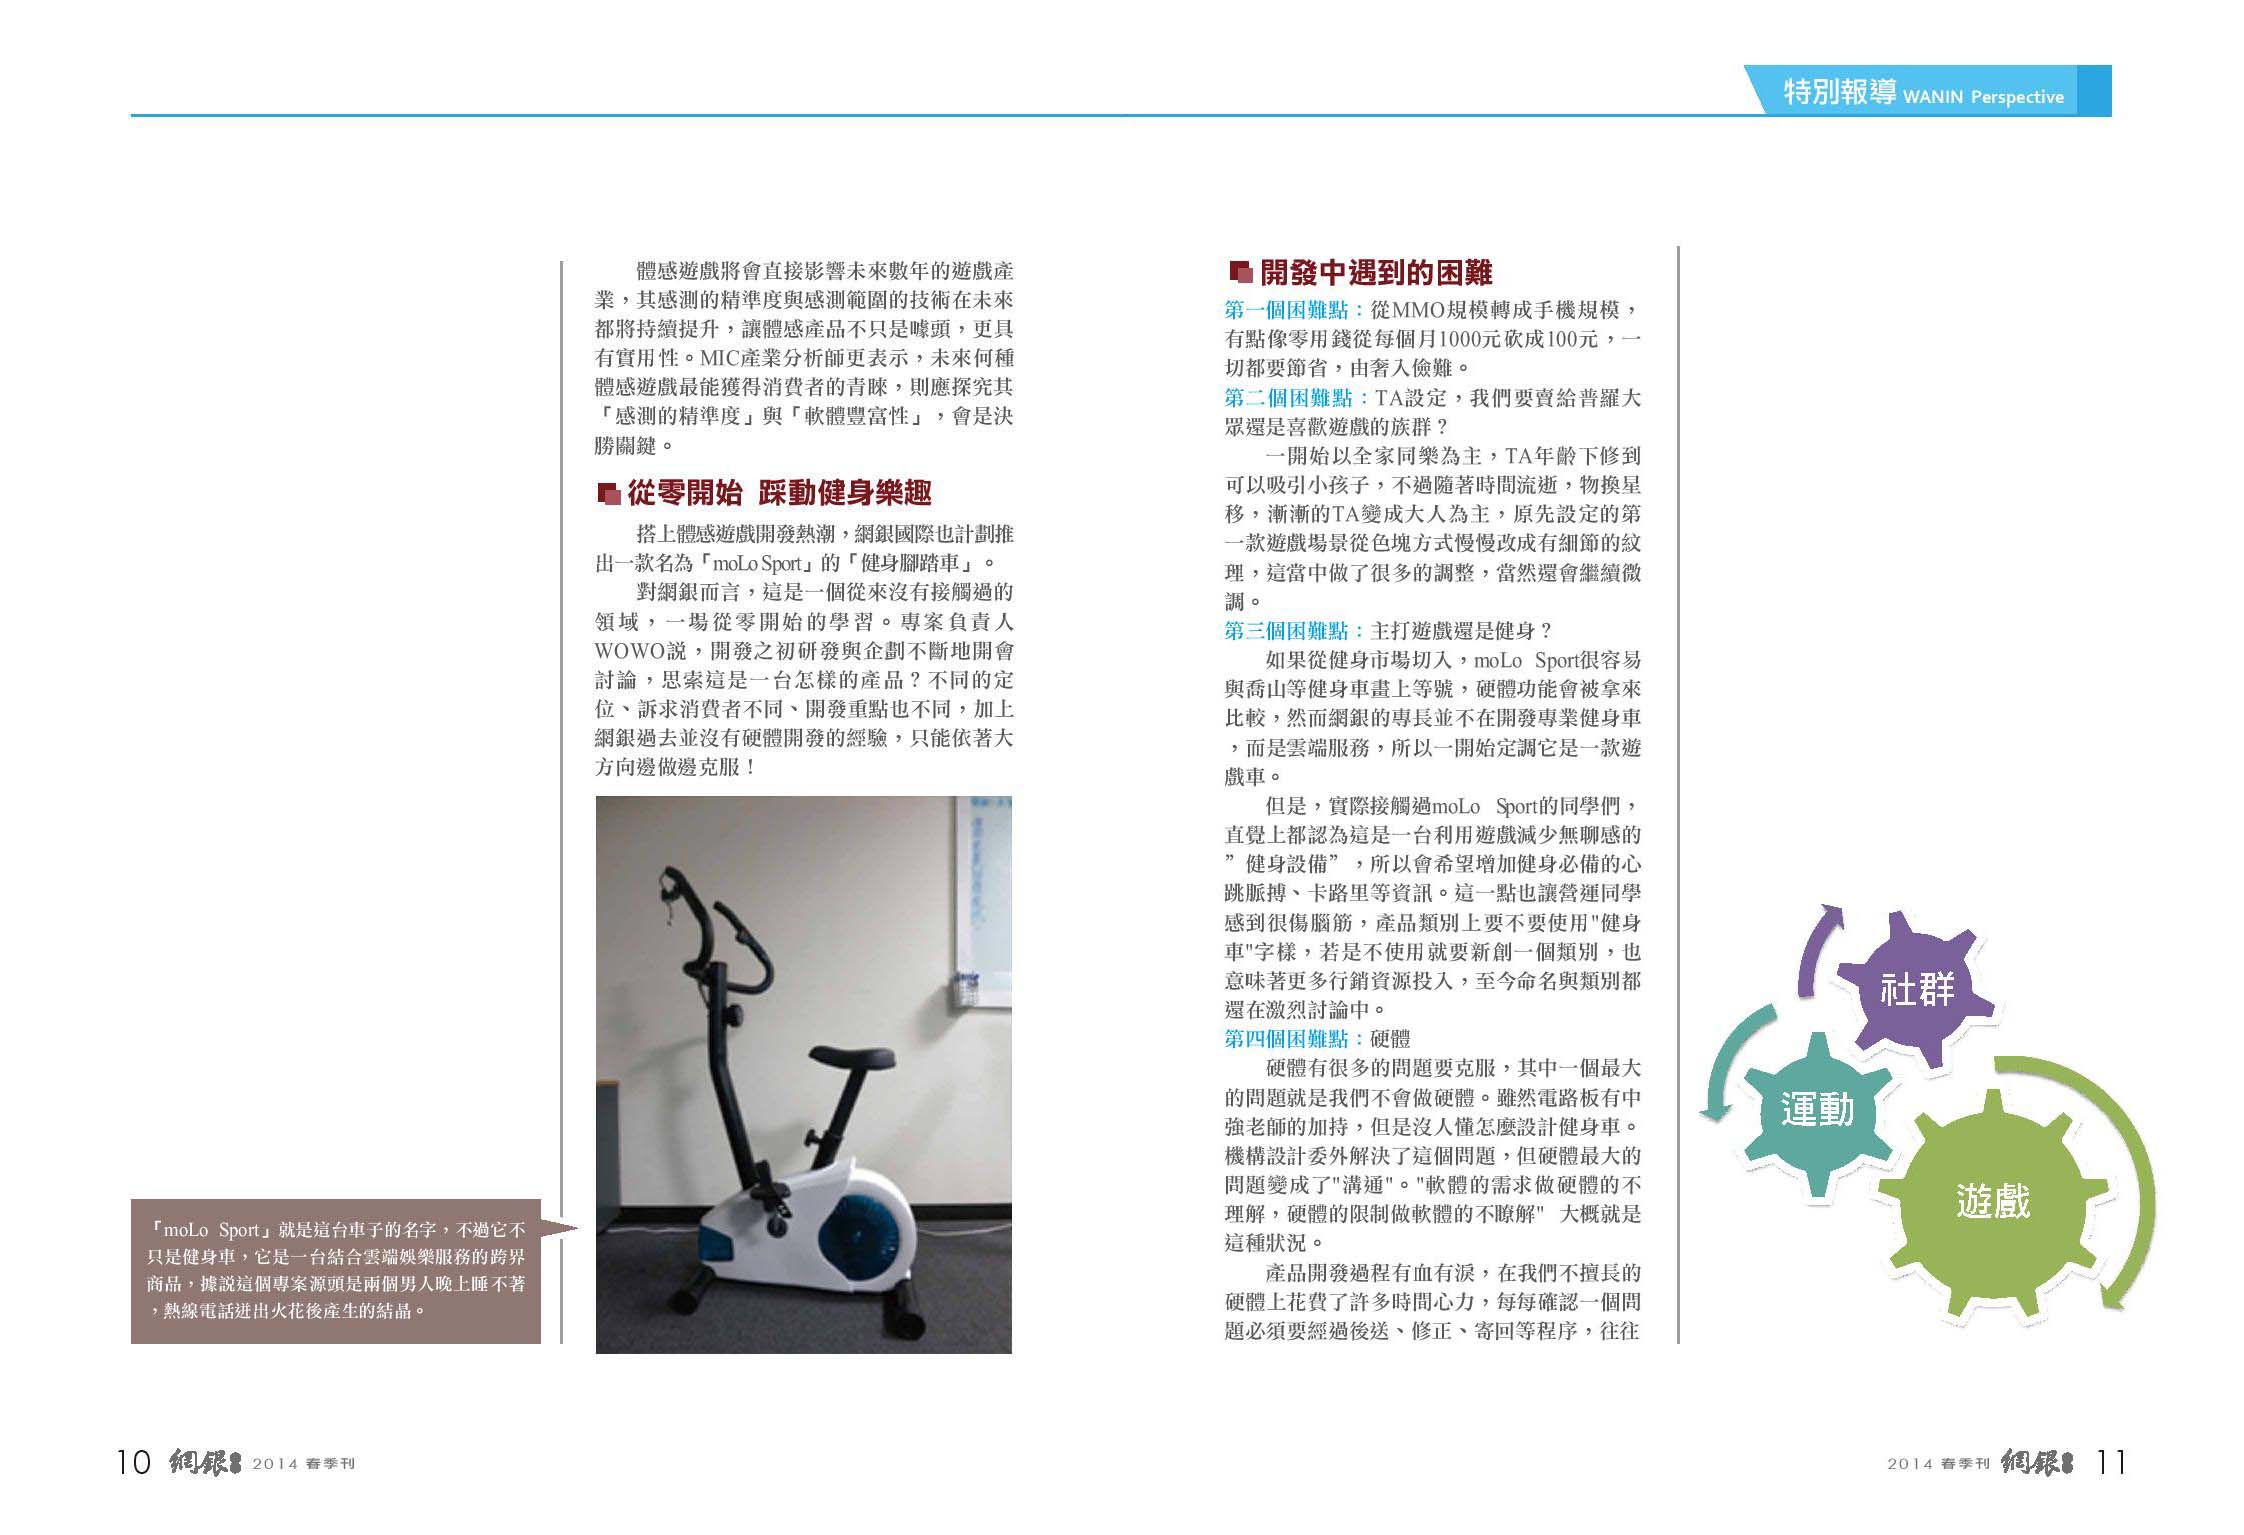 特別報導 WANIN Perspective
體感遊戲將會直接影響未來數年的遊戲產
業，其感測的精準度與感測範圍的技術在未來
都將持續提升，讓體感產品不只是噱頭，更具
有實用性。MIC產業分析師更表示，未來何種
體感遊戲最能獲得消費者的青睞，則應探究其
「感測的精準度」與「軟體豐富性」，會是決
勝關鍵。
從零開始 踩動健身樂趣
搭上體感遊戲開發熱潮，網銀國際也計劃推
出一款名為「moLo Sport」的「健身腳踏車」。
對網銀而言，這是一個從來沒有接觸過的
領域，一場從零開始的學習。專案負責人
WOWO說，開發之初研發與企劃不斷地開會
討論，思索這是一台怎樣的產品？不同的定
位、訴求消費者不同、開發重點也不同，加上
網銀過去並沒有硬體開發的經驗，只能依著大
方向邊做邊克服！
「moLo Sport」就是這台車子的名字，不過它不
只是健身車，它是一台結合雲端娛樂服務的跨界
商品，據說這個專案源頭是兩個男人晚上睡不著
，熱線電話迸出火花後產生的結晶。
開發中遇到的困難
第一個困難點：從MMO規模轉成手機規模，
有點像零用錢從每個月1000元砍成100元，一
切都要節省，由奢入儉難。
第二個困難點：TA設定，我們要賣給普羅大
眾還是喜歡遊戲的族群？
一開始以全家同樂為主，TA年齡下修到
可以吸引小孩子，不過隨著時間流逝，物換星
移，漸漸的TA變成大人為主，原先設定的第
一款遊戲場景從色塊方式慢慢改成有細節的紋
理，這當中做了很多的調整，當然還會繼續微
調。
第三個困難點：主打遊戲還是健身？
如果從健身市場切入，moLo Sport很容易
與喬山等健身車畫上等號，硬體功能會被拿來
比較，然而網銀的專長並不在開發專業健身車
，而是雲端服務，所以一開始定調它是一款遊
戲車。
但是，實際接觸過moLo Sport的同學們，
直覺上都認為這是一台利用遊戲減少無聊感的
”健身設備”，所以會希望增加健身必備的心
跳脈搏、卡路里等資訊。這一點也讓營運同學
感到很傷腦筋，產品類別上要不要使用"健身
車"字樣，若是不使用就要新創一個類別，也
意味著更多行銷資源投入，至今命名與類別都
還在激烈討論中。
第四個困難點：硬體
硬體有很多的問題要克服，其中一個最大
的問題就是我們不會做硬體。雖然電路板有中
強老師的加持，但是沒人懂怎麼設計健身車。
機構設計委外解決了這個問題，但硬體最大的
問題變成了"溝通"。"軟體的需求做硬體的不
理解，硬體的限制做軟體的不瞭解" 大概就是
這種狀況。
產品開發過程有血有淚，在我們不擅長的
硬體上花費了許多時間心力，每每確認一個問
題必須要經過後送、修正、寄回等程序，往往
社群
運動
遊戲
10 網銀 2014 春季刊
2014 春季刊 網銀 11